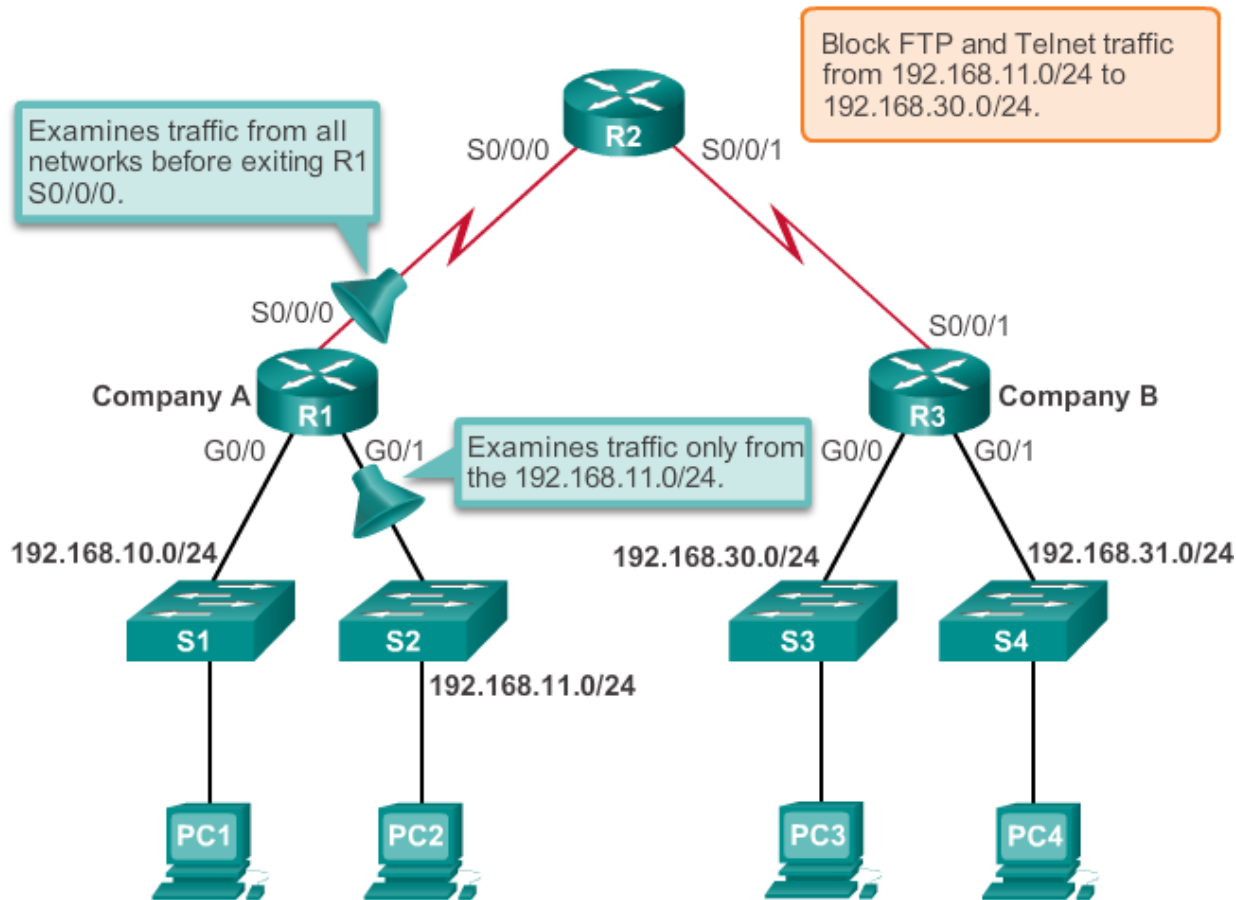 Block FTP and Telnet traffic
from 192.168.11.0/24 to
192.168.30.0/24.
Examines traffic from all
networks before exiting R1
S0/0/0.
R2
S0/0/0
S0/0/1
S0/0/0
S0/0/1
Company A
R1
R3
Company B
G0/0
G0/1
Examines traffic only from
the 192.168.11.0/24.
G0/0
G0/1
192.168.10.0/24
192.168.30.0/24
192.168.31.0/24
S1
S2
S3
S4
192.168.11.0/24
PC1
PC2
PC3
PC4